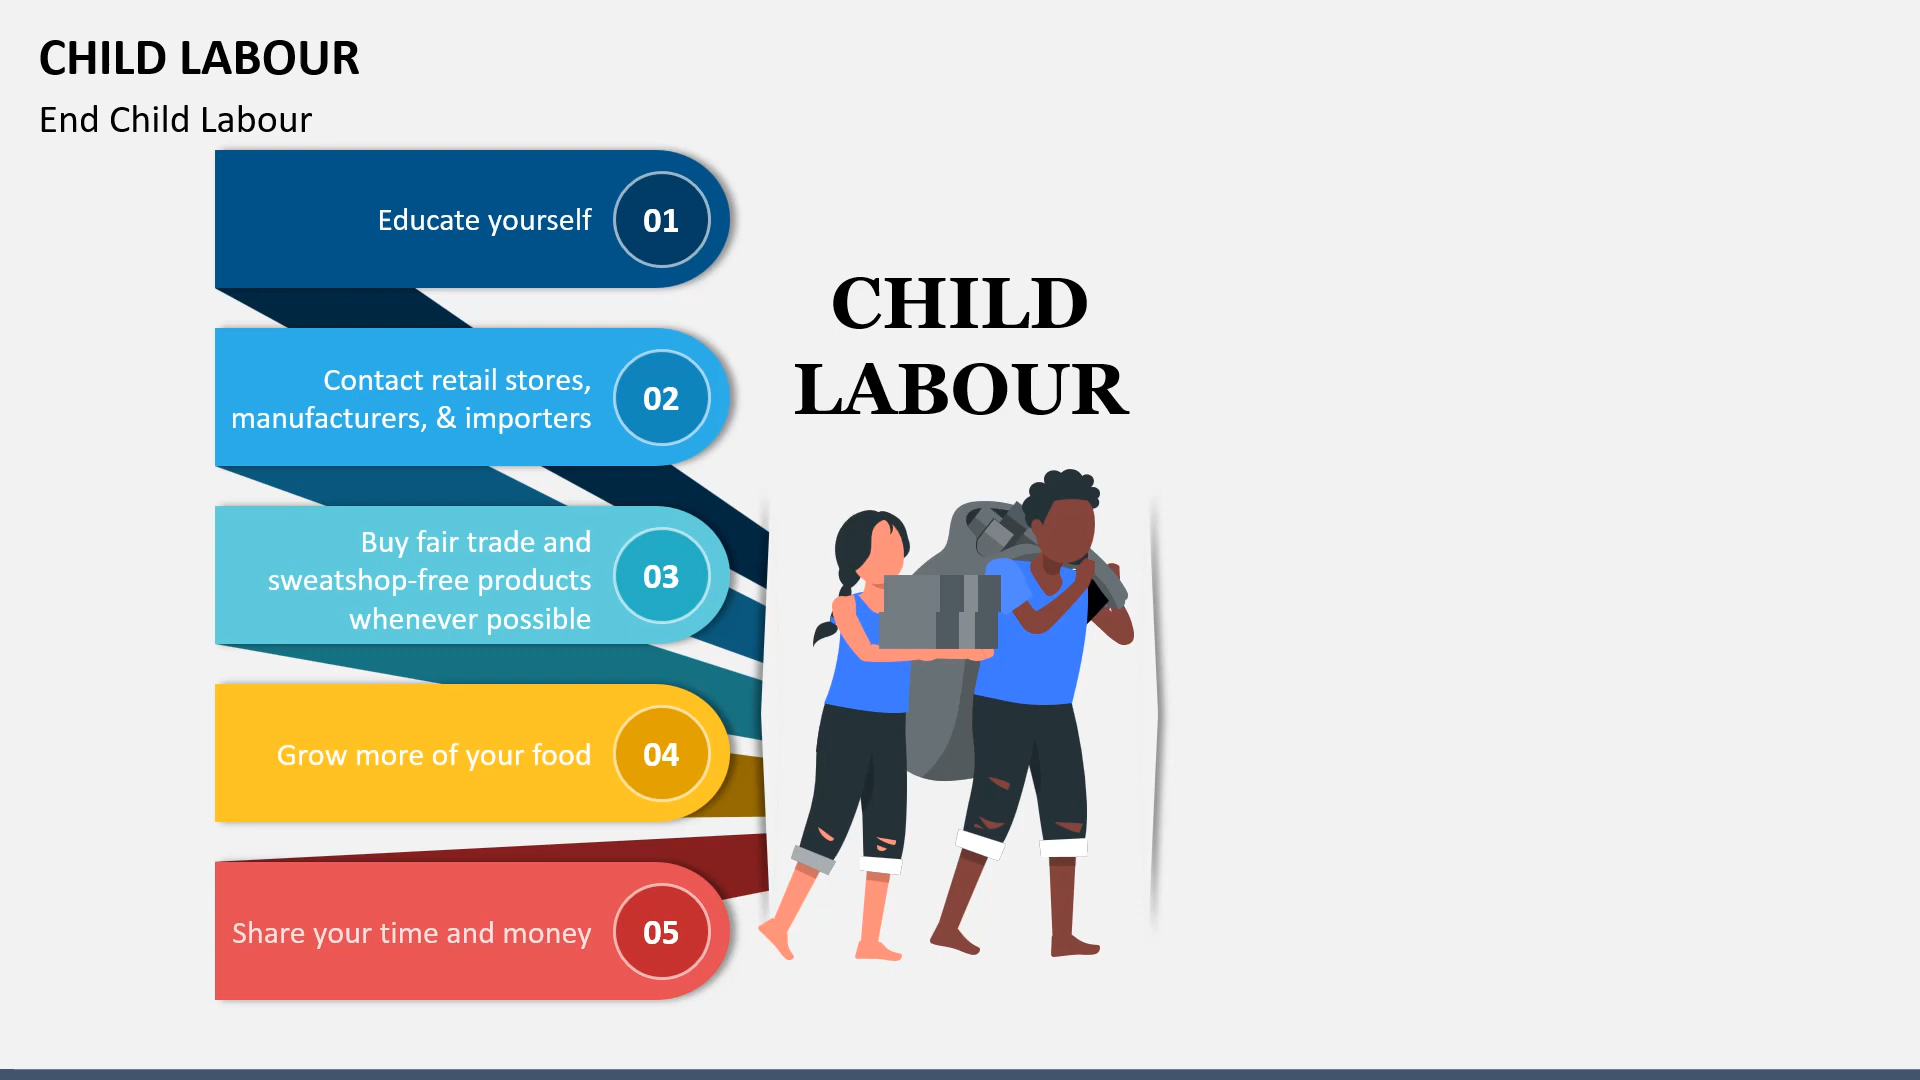 CHILD LABOUR
End Child Labour
Educate yourself
01
Contact retail stores,
manufacturers, & importers
02
Buy fair trade and
sweatshop-free products
whenever possible
03
Grow more of your food
04
Share your time and money
05
CHILD
LABOUR